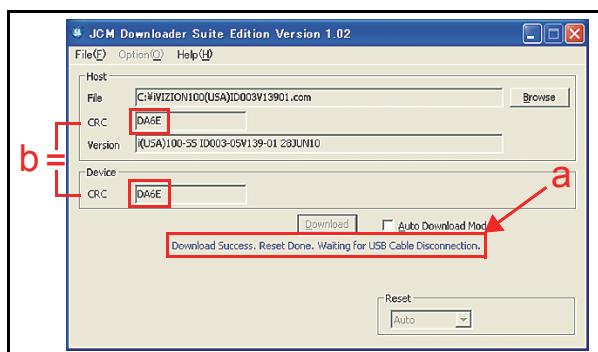 JCM Downloader Suite Edition Version 1.02
File(F) Option(O) Help(H)
Host
File C:¥iVIZION100(USA)ID003V13901.com Browse
CRC DA6E
Version i(USA)100-SS ID003-05V139-01 28JUN10
b
Device
CRC DA6E
a
Download Auto Download Mod
Download Success. Reset Done. Waiting for USB Cable Disconnection.
Reset
Auto